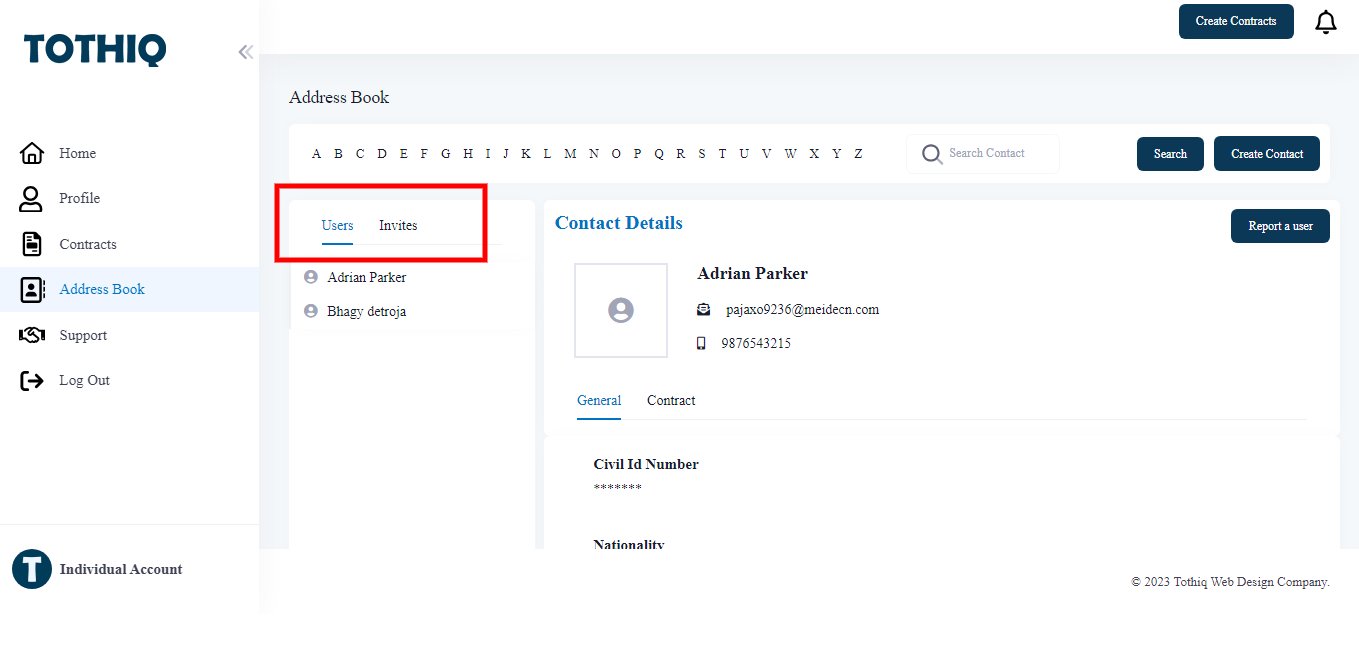 TOTHIQ
Create Contracts
Address Book
Home
Profile
Contracts
Address Book
Support
Log Out
Individual Account
A B C D E F G H I J K L M N O P Q R S T U V W X Y Z
Search Contact
Search
Create Contact
Users Invites
Adrian Parker
Bhagy detroja
Contact Details
Report a user
Adrian Parker
pajaxo9236@meidecn.com
9876543215
General Contract
Civil Id Number
*******
Nationality
© 2023 Tothiq Web Design Company.